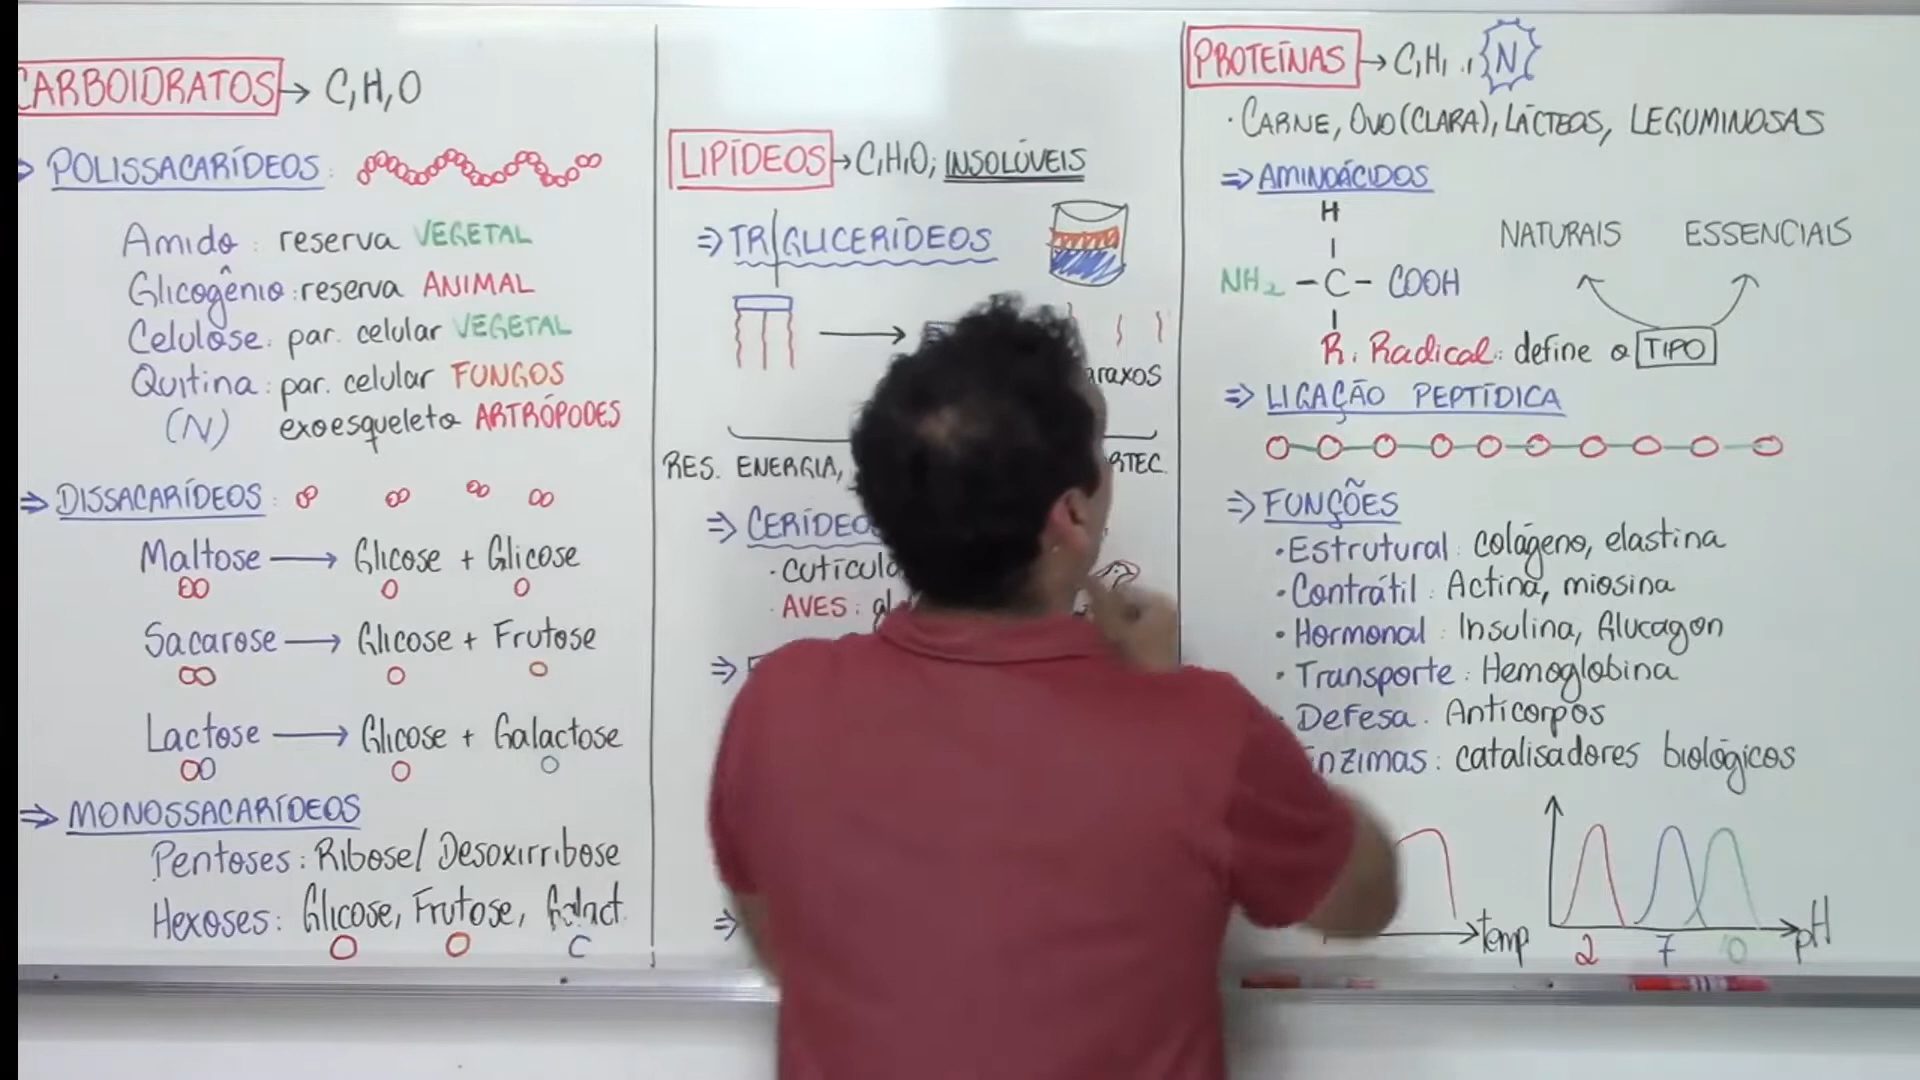 CARBOIDRATOS → C, H, O
⇒ POLISSACARÍDEOS:
Amido: reserva VEGETAL
Glicogênio: reserva ANIMAL
Celulose: par. celular VEGETAL
Quitina: par. celular FUNGOS
(N) exoesqueleto ARTRÓPODES
⇒ DISSACARÍDEOS:
Maltose → Glicose + Glicose
Sacarose → Glicose + Frutose
Lactose → Glicose + Galactose
⇒ MONOSSACARÍDEOS
Pentoses: Ribose/ Desoxirribose
Hexoses: Glicose, Frutose, Galact.
LIPÍDEOS → C, H, O; INSOLÚVEIS
⇒ TRIGLICERÍDEOS
RES. ENERGIA,
⇒ CERÍDEO
· cutícul
· AVES:
⇒
⇒
PROTEÍNAS → C, H, N
· CARNE, OVO (CLARA), LÁCTEOS, LEGUMINOSAS
⇒ AMINOÁCIDOS
H
NATURAIS ESSENCIAIS
NH2 – C – COOH
R: Radical: define o TIPO
⇒ LIGAÇÃO PEPTÍDICA
⇒ FUNÇÕES
· Estrutural: colágeno, elastina
· Contrátil: Actina, miosina
· Hormonal: Insulina, Glucagon
· Transporte: Hemoglobina
· Defesa: Anticorpos
nzimas: catalisadores biológicos
temp pH
2 7